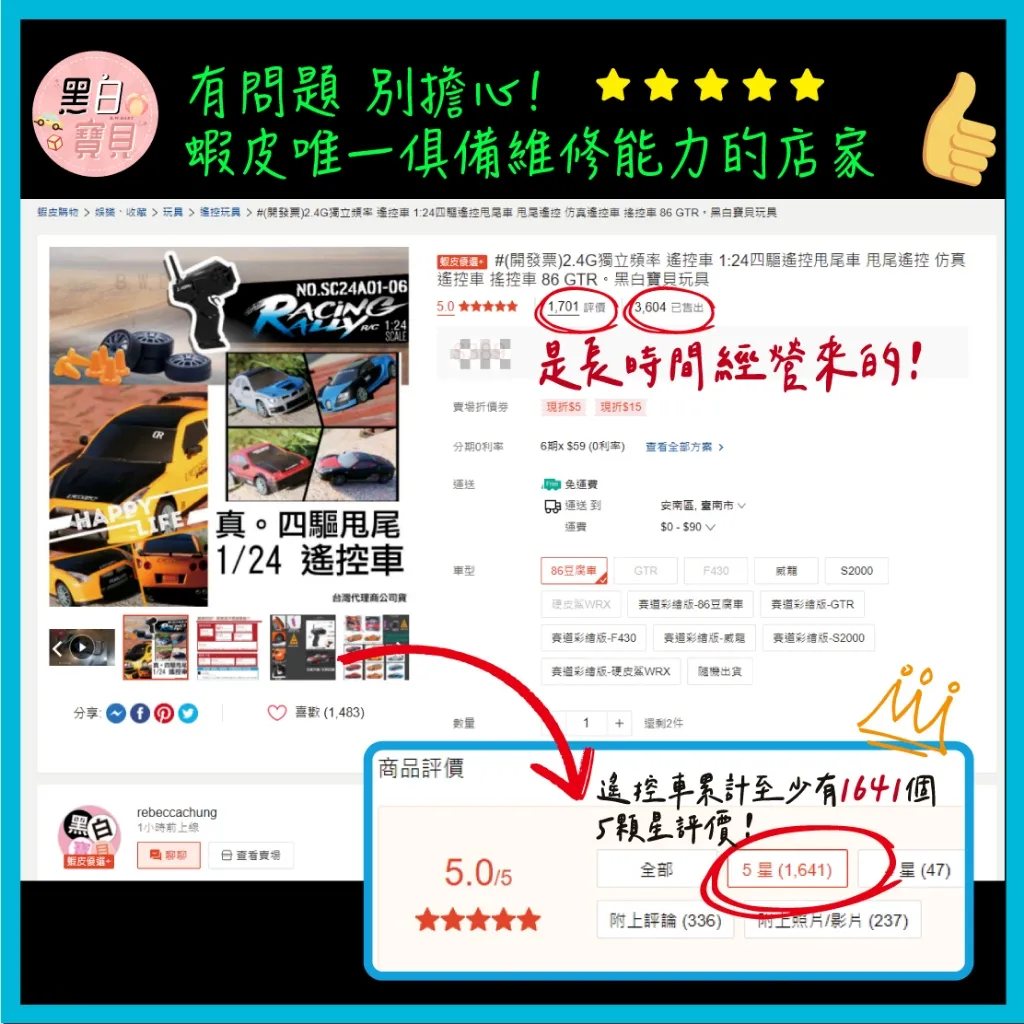 黑白
寶貝
有問題 別擔心!
蝦皮唯一俱備維修能力的店家
蝦皮購物 > 娛樂、收藏 > 玩具 > 遙控玩具 > #(開發票)2.4G獨立頻率 遙控車 1:24四驅遙控甩尾車 甩尾遙控 仿真遙控車 搖控車 86 GTR。黑白寶貝玩具
NO.SC24A01-06
RACING
RALLY R/C 1:24
SCALE
HAPPY
LIFE
真。四驅甩尾
1/24 遙控車
台灣代理商公司貨
真。四驅甩尾
1/24 遙控車
分享:
喜歡 (1,483)
蝦皮優選+ #(開發票)2.4G獨立頻率 遙控車 1:24四驅遙控甩尾車 甩尾遙控 仿真
遙控車 搖控車 86 GTR。黑白寶貝玩具
5.0 1,701 評價 3,604 已售出
是長時間經營來的!
賣場折價券 現折$5 現折$15
分期0利率 6期x $59 (0利率) 查看全部方案 >
運送 免運費
運送 到 安南區, 臺南市
運費 $0 - $90
車型 86豆腐車 GTR F430 威龍 S2000
硬皮鯊WRX 賽道彩繪版-86豆腐車 賽道彩繪版-GTR
賽道彩繪版-F430 賽道彩繪版-威龍 賽道彩繪版-S2000
賽道彩繪版-硬皮鯊WRX 隨機出貨
數量 1 + 還剩2件
黑白
寶貝
蝦皮優選+
rebeccachung
1小時前上線
聊聊 查看賣場
商品評價
遙控車累計至少有1641個
5顆星評價!
5.0/5
全部 5 星 (1,641) 星 (47)
附上評論 (336) 附上照片/影片 (237)